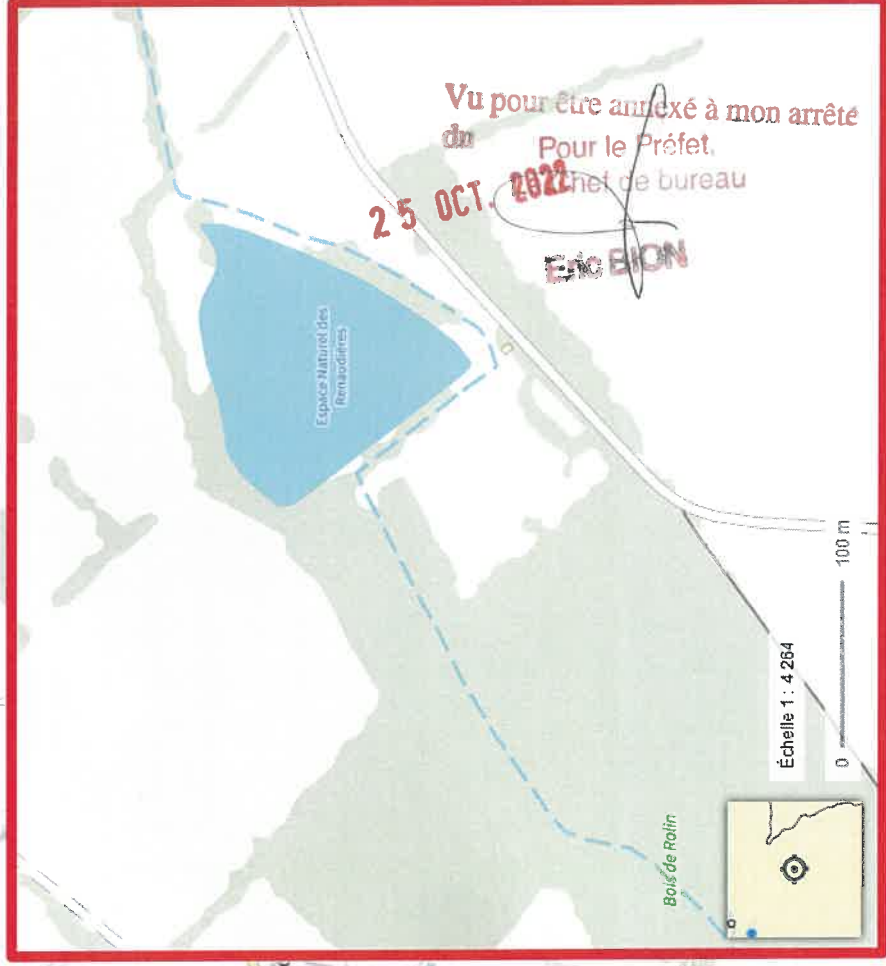 Vu pour être annexé à mon arrêté
du
Pour le Préfet,
chef de bureau
25 OCT. 2022
Eric BION
Espace Naturel des
Renaudières
Bois de Rolin
Échelle 1 : 4 264
0 100 m